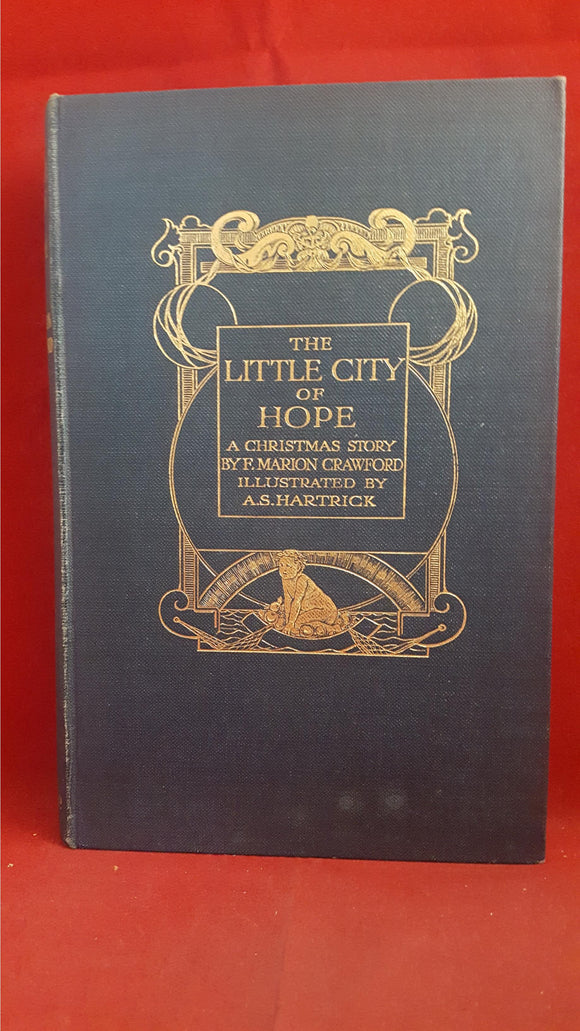 THE
LITTLE CITY
OF
HOPE
A CHRISTMAS STORY
BY F. MARION CRAWFORD
ILLUSTRATED BY
A.S. HARTRICK